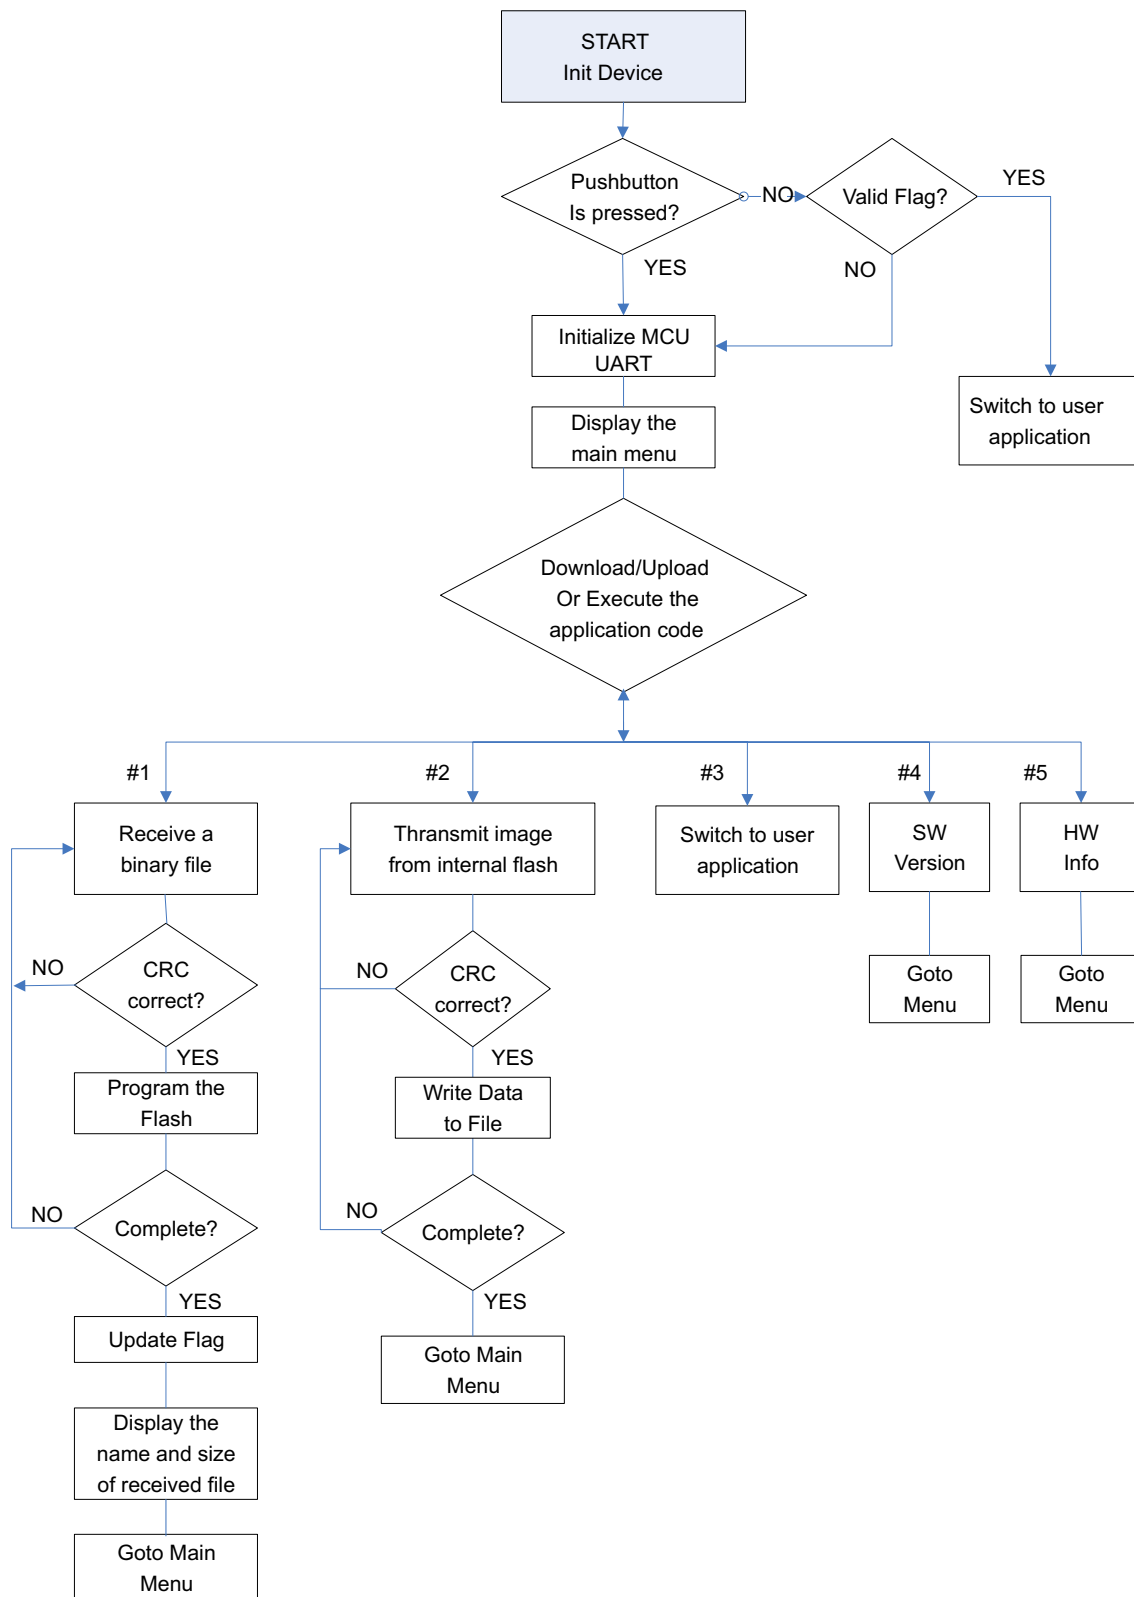 START
Init Device
Pushbutton
Is pressed?
NO
Valid Flag?
YES
YES
NO
Initialize MCU
UART
Switch to user
application
Display the
main menu
Download/Upload
Or Execute the
application code
#1
#2
#3
#4
#5
Receive a
binary file
Thransmit image
from internal flash
Switch to user
application
SW
Version
HW
Info
NO
CRC
correct?
NO
CRC
correct?
Goto
Menu
Goto
Menu
YES
YES
Program the
Flash
Write Data
to File
NO
Complete?
NO
Complete?
YES
YES
Update Flag
Goto Main
Menu
Display the
name and size
of received file
Goto Main
Menu